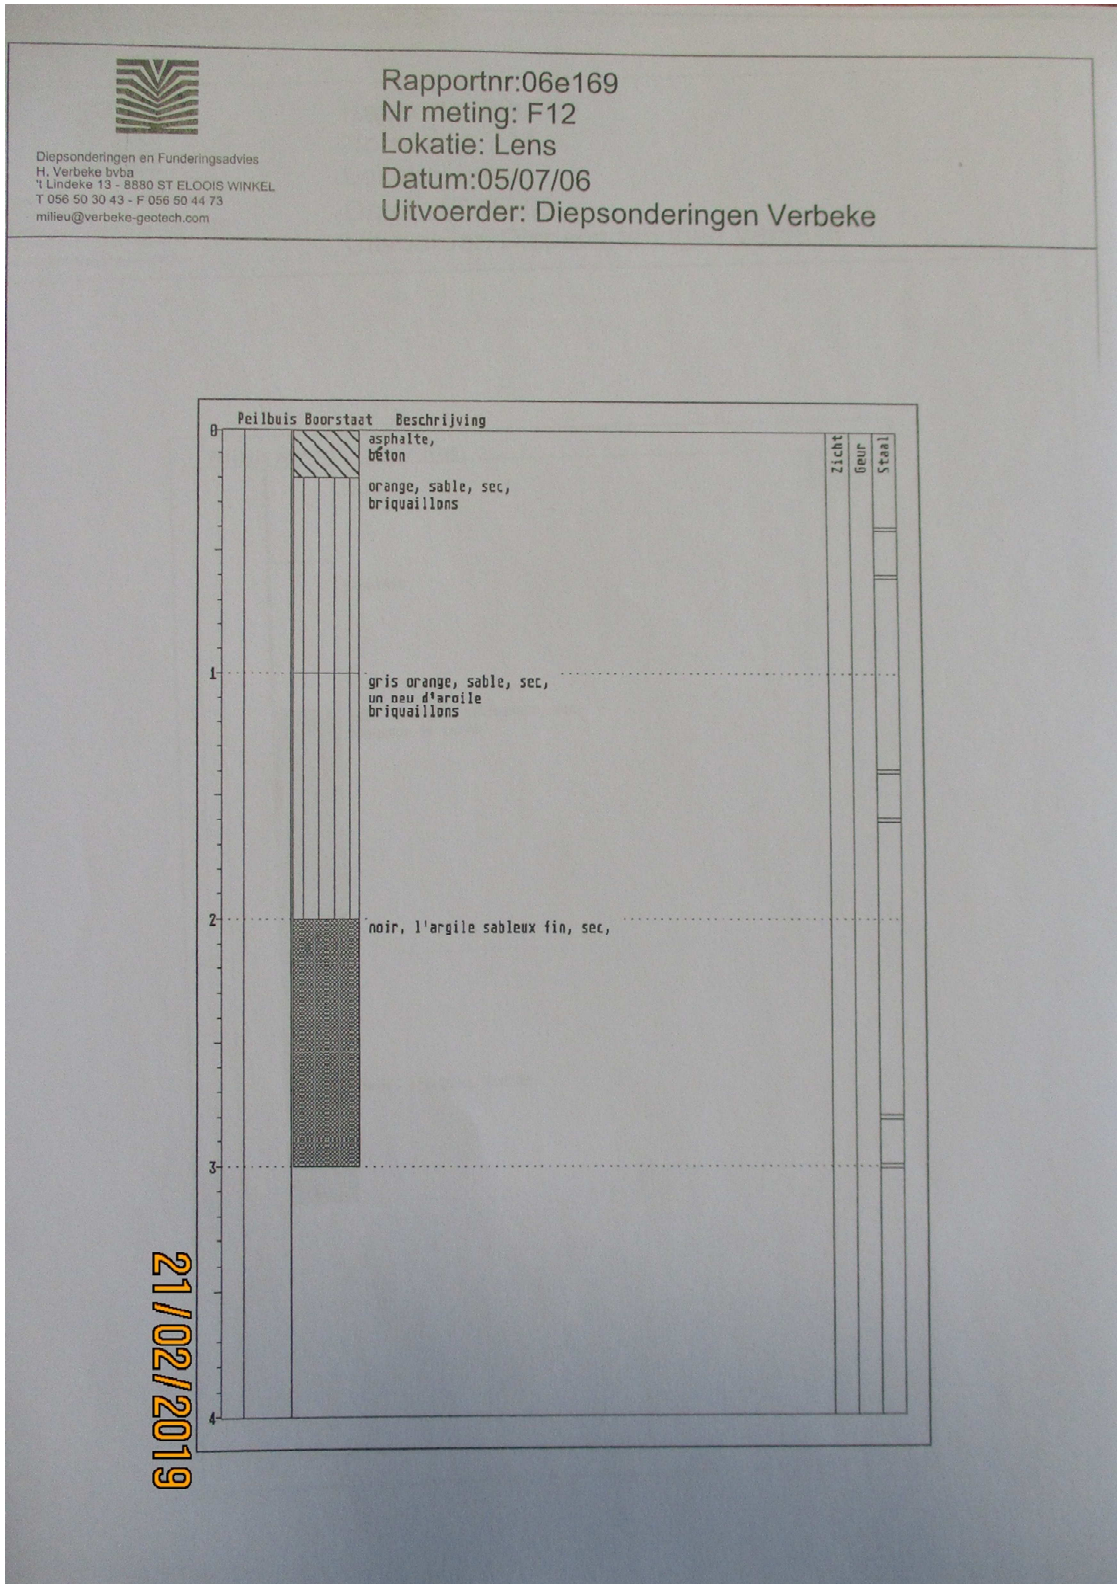 Diepsonderingen en Funderingsadvies
H. Verbeke bvba
't Lindeke 13 - 8880 ST ELOOIS WINKEL
T 056 50 30 43 - F 056 50 44 73
milieu@verbeke-geotech.com
Rapportnr:06e169
Nr meting: F12
Lokatie: Lens
Datum:05/07/06
Uitvoerder: Diepsonderingen Verbeke
Peilbuis Boorstaat Beschrijving
Zicht
Geur
Staal
0
asphalte,
béton
orange, sable, sec,
briquaillons
1
gris orange, sable, sec,
un peu d'argile
briquaillons
2
noir, l'argile sableux fin, sec,
3
4
21/02/2019